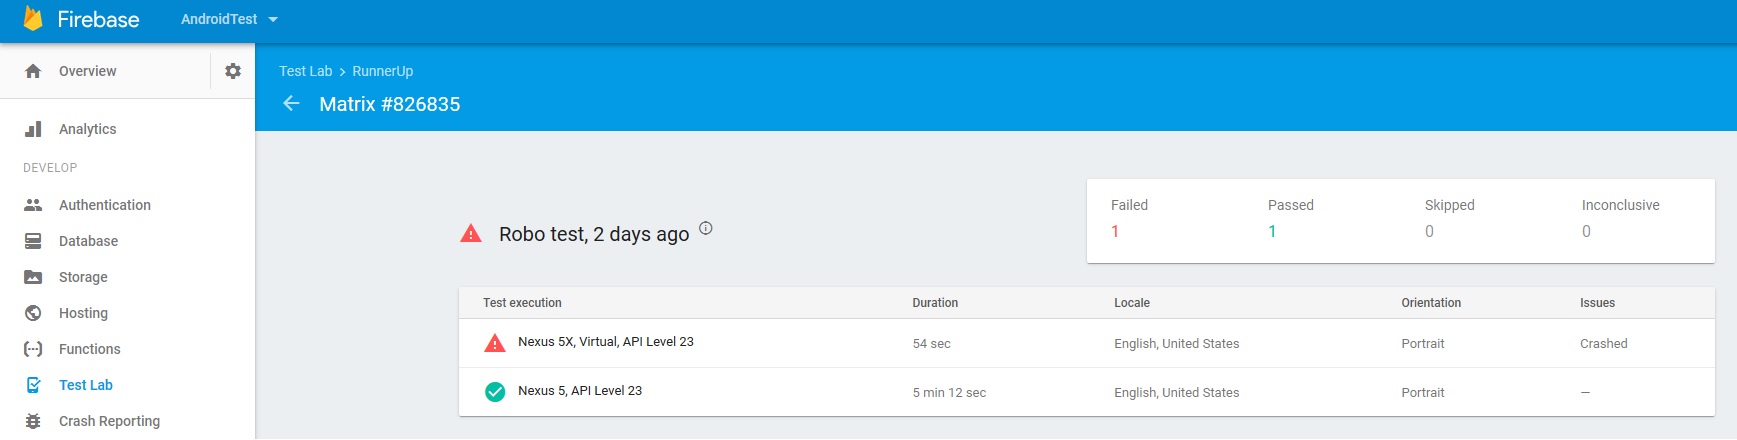 Firebase AndroidTest
Overview
Test Lab > RunnerUp
Matrix #826835
Analytics
DEVELOP
Authentication
Database
Storage
Hosting
Functions
Test Lab
Crash Reporting
Failed Passed Skipped Inconclusive
1 1 0 0
Robo test, 2 days ago
Test execution Duration Locale Orientation Issues
Nexus 5X, Virtual, API Level 23 54 sec English, United States Portrait Crashed
Nexus 5, API Level 23 5 min 12 sec English, United States Portrait —